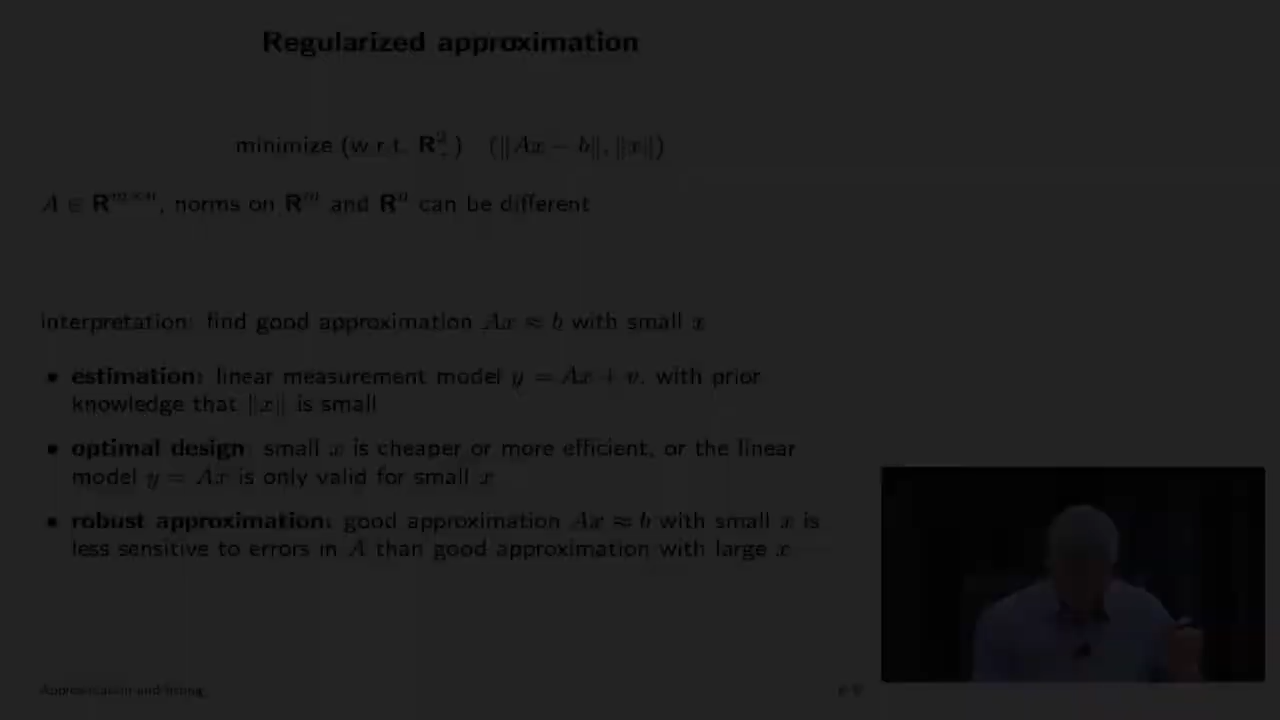 Regularized approximation
minimize (w.r.t. R²₊) (‖Ax − b‖, ‖x‖)
A ∈ Rᵐˣⁿ, norms on Rᵐ and Rⁿ can be different
interpretation: find good approximation Ax ≈ b with small x
• estimation: linear measurement model y = Ax + v, with prior
knowledge that ‖x‖ is small
• optimal design: small x is cheaper or more efficient, or the linear
model y = Ax is only valid for small x
• robust approximation: good approximation Ax ≈ b with small x is
less sensitive to errors in A than good approximation with large x
Approximation and fitting